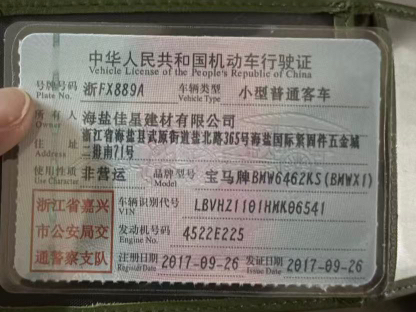 中华人民共和国机动车行驶证
Vehicle License of the People's Republic of China
号牌号码 浙FX889A 车辆类型 小型普通客车
Plate No. Vehicle Type
所有人 海盐佳星建材有限公司
Owner
浙江省海盐县武原街道盐北路365号海盐国际紧固件五金城
住址 二排南71号
Address
使用性质 非营运 品牌型号 宝马牌BMW6462KS(BMWX1)
Use Character Model
浙江省嘉兴 车辆识别代号 LBVHZ1101HMK06541
VIN
市公安局交 发动机号码 4522E225
Engine No.
通警察支队 注册日期 2017-09-26 发证日期 2017-09-26
Register Date Issue Date